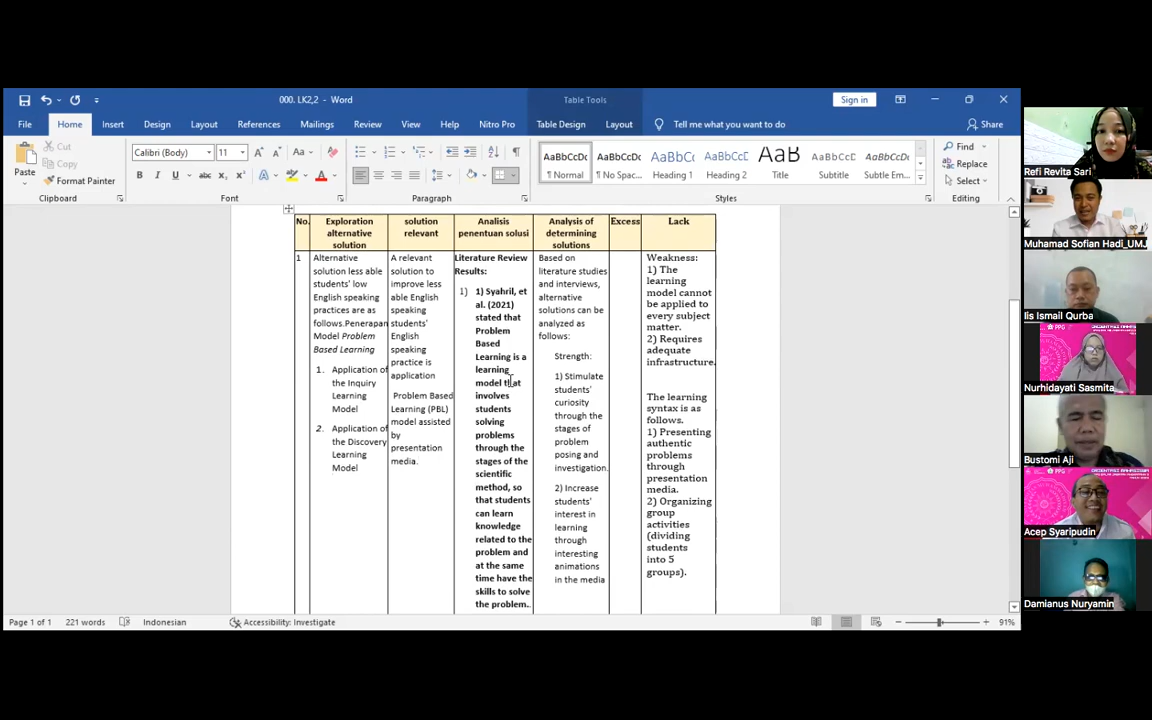 000. LK2,2 - Word
Table Tools
Sign in
File Home Insert Design Layout References Mailings Review View Help Nitro Pro Table Design Layout Tell me what you want to do Share
Paste
Cut
Copy
Format Painter
Clipboard
Calibri (Body) 11
Font
Paragraph
AaBbCcDc AaBbCcDc AaBbCc AaBbCcD AaB AaBbCcD AaBbCcDc
¶ Normal ¶ No Spac... Heading 1 Heading 2 Title Subtitle Subtle Em...
Styles
Find
Replace
Select
Editing
No.
Exploration
alternative
solution
solution
relevant
Analisis
penentuan solusi
Analysis of
determining
solutions
Excess
Lack
1
Alternative
solution less able
students' low
English speaking
practices are as
follows.Penerapan
Model Problem
Based Learning
1. Application of
the Inquiry
Learning
Model
2. Application of
the Discovery
Learning
Model
A relevant
solution to
improve less
able English
speaking
students'
English
speaking
practice is
application
Problem Based
Learning (PBL)
model assisted
by
presentation
media.
Literature Review
Results:
1) 1) Syahril, et
al. (2021)
stated that
Problem
Based
Learning is a
learning
model that
involves
students
solving
problems
through the
stages of the
scientific
method, so
that students
can learn
knowledge
related to the
problem and
at the same
time have the
skills to solve
the problem..
Based on
literature studies
and interviews,
alternative
solutions can be
analyzed as
follows:
Strength:
1) Stimulate
students'
curiosity
through the
stages of
problem
posing and
investigation.
2) Increase
students'
interest in
learning
through
interesting
animations
in the media
Weakness:
1) The
learning
model cannot
be applied to
every subject
matter.
2) Requires
adequate
infrastructure.
The learning
syntax is as
follows.
1) Presenting
authentic
problems
through
presentation
media.
2) Organizing
group
activities
(dividing
students
into 5
groups).
Page 1 of 1 221 words Indonesian Accessibility: Investigate 91%
Refi Revita Sari
Muhamad Sofian Hadi_UMJ
Iis Ismail Qurba
Nurhidayati Sasmita
Bustomi Aji
Acep Syaripudin
Damianus Nuryamin